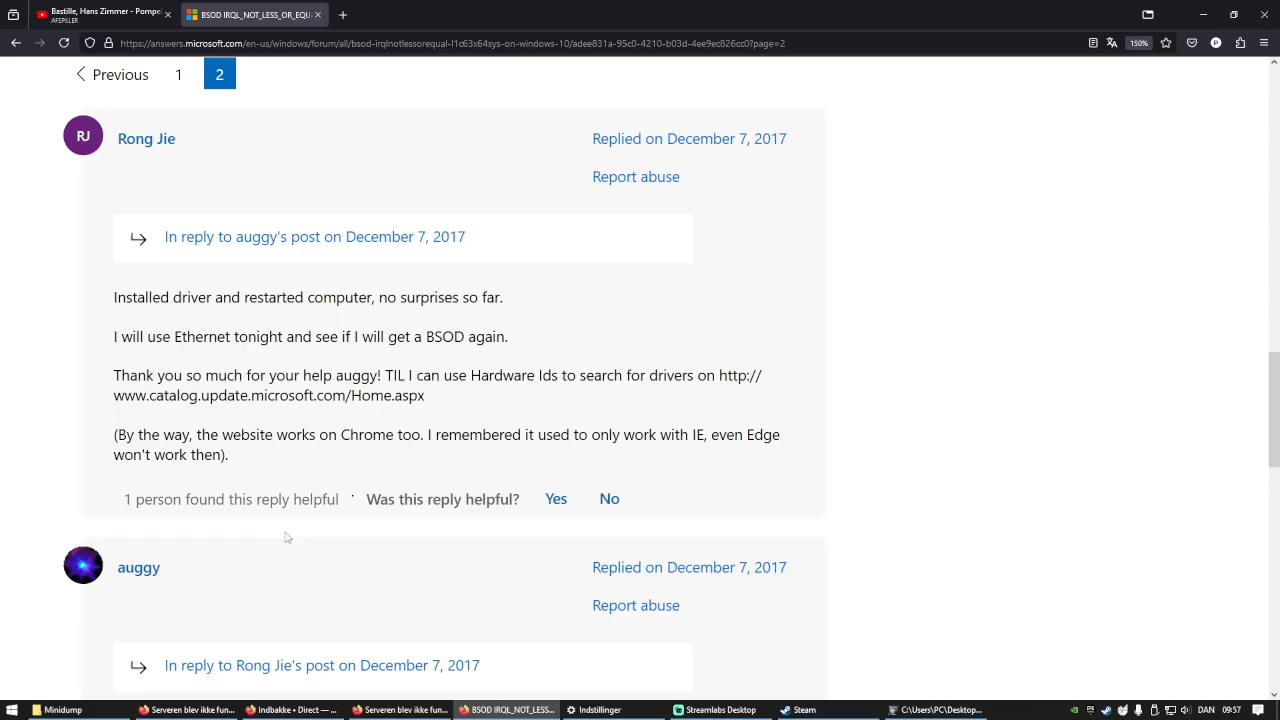 Bastille, Hans Zimmer - Pompei
AFSPILLER
BSOD IRQL_NOT_LESS_OR_EQU
https://answers.microsoft.com/en-us/windows/forum/all/bsod-irqlnotlessorequal-l1c63x64sys-on-windows-10/adee831a-95c0-4210-b03d-4ee9ec826cc0?page=2
150%
Previous
1
2
RJ
Rong Jie
Replied on December 7, 2017
Report abuse
In reply to auggy's post on December 7, 2017
Installed driver and restarted computer, no surprises so far.
I will use Ethernet tonight and see if I will get a BSOD again.
Thank you so much for your help auggy! TIL I can use Hardware Ids to search for drivers on http://
www.catalog.update.microsoft.com/Home.aspx
(By the way, the website works on Chrome too. I remembered it used to only work with IE, even Edge
won't work then).
1 person found this reply helpful · Was this reply helpful? Yes No
auggy
Replied on December 7, 2017
Report abuse
In reply to Rong Jie's post on December 7, 2017
Minidump
Serveren blev ikke fun...
Indbakke • Direct — ...
Serveren blev ikke fun...
BSOD IRQL_NOT_LESS...
Indstillinger
Streamlabs Desktop
Steam
C:\Users\PC\Desktop...
DAN
09:57